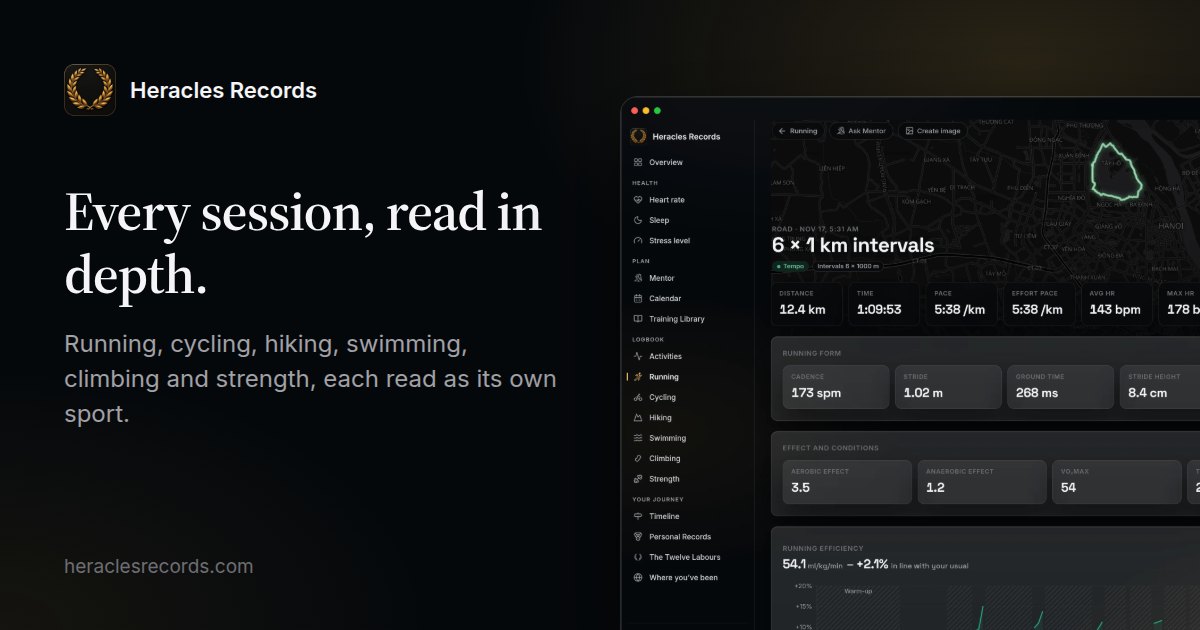 Heracles Records
Every session, read in
depth.
Running, cycling, hiking, swimming,
climbing and strength, each read as its own
sport.
heraclesrecords.com
Heracles Records
Overview
HEALTH
Heart rate
Sleep
Stress level
PLAN
Mentor
Calendar
Training Library
LOGBOOK
Activities
Running
Cycling
Hiking
Swimming
Climbing
Strength
YOUR JOURNEY
Timeline
Personal Records
The Twelve Labours
Where you've been
Running
Ask Mentor
Create image
LIÊN HIỆP
YÊN BỆ
DI TRẠCH
HANOI
ROAD · NOV 17, 5:31 AM
6 × 1 km intervals
Tempo
Intervals 6 × 1000 m
DISTANCE
12.4 km
TIME
1:09:53
PACE
5:38 /km
EFFORT PACE
5:38 /km
AVG HR
143 bpm
MAX HR
178 b
RUNNING FORM
CADENCE
173 spm
STRIDE
1.02 m
GROUND TIME
268 ms
STRIDE HEIGHT
8.4 cm
EFFECT AND CONDITIONS
AEROBIC EFFECT
3.5
ANAEROBIC EFFECT
1.2
VO₂MAX
54
RUNNING EFFICIENCY
54.1 ml/kg/min – +2.1% in line with your usual
+20%
Warm-up
+15%
+10%